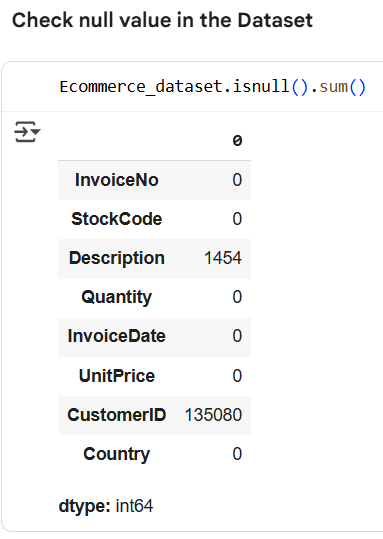 Check null value in the Dataset
Ecommerce_dataset.isnull().sum()
0
InvoiceNo 0
StockCode 0
Description 1454
Quantity 0
InvoiceDate 0
UnitPrice 0
CustomerID 135080
Country 0
dtype: int64